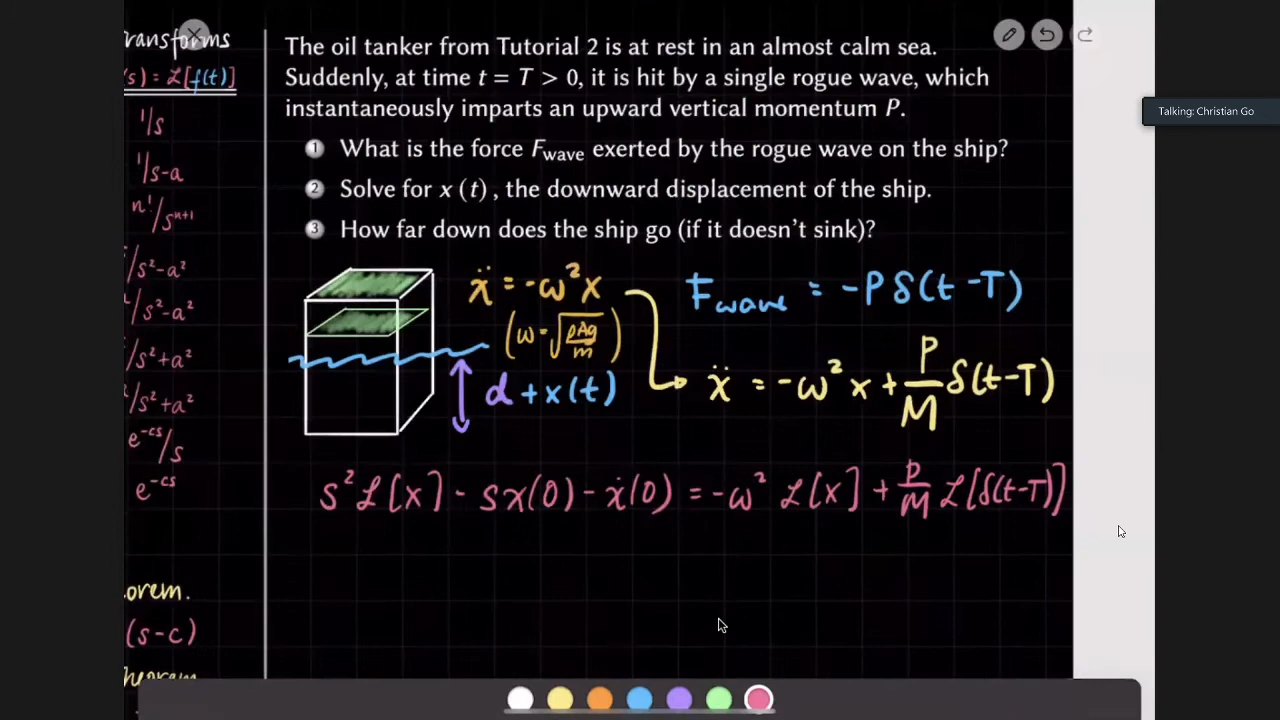 ransforms
(s) = ℒ[f(t)]
1/s
1/s-a
n!/sⁿ⁺¹
/s²-a²
/s²-a²
/s²+a²
/s²+a²
e⁻ᶜˢ/s
e⁻ᶜˢ
orem.
(s-c)
heorem
The oil tanker from Tutorial 2 is at rest in an almost calm sea.
Suddenly, at time t = T > 0, it is hit by a single rogue wave, which
instantaneously imparts an upward vertical momentum P.
1 What is the force F_wave exerted by the rogue wave on the ship?
2 Solve for x (t), the downward displacement of the ship.
3 How far down does the ship go (if it doesn't sink)?
ẍ = -ω²x
(ω = √(ρAg/m))
d + x(t)
F_wave = -Pδ(t-T)
ẍ = -ω²x + P/M δ(t-T)
s²ℒ[x] - sx(0) - ẋ(0) = -ω² ℒ[x] + P/M ℒ[δ(t-T)]
Talking: Christian Go